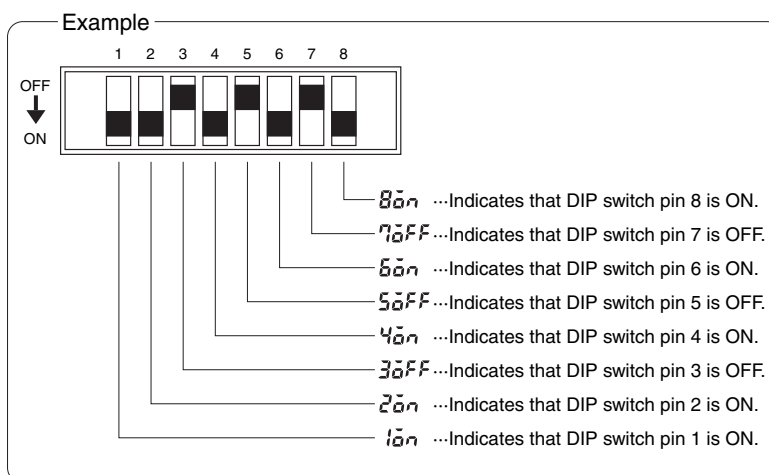 Example
1 2 3 4 5 6 7 8
OFF
ON
8on ···Indicates that DIP switch pin 8 is ON.
7oFF ···Indicates that DIP switch pin 7 is OFF.
6on ···Indicates that DIP switch pin 6 is ON.
5oFF ···Indicates that DIP switch pin 5 is OFF.
4on ···Indicates that DIP switch pin 4 is ON.
3oFF ···Indicates that DIP switch pin 3 is OFF.
2on ···Indicates that DIP switch pin 2 is ON.
1on ···Indicates that DIP switch pin 1 is ON.